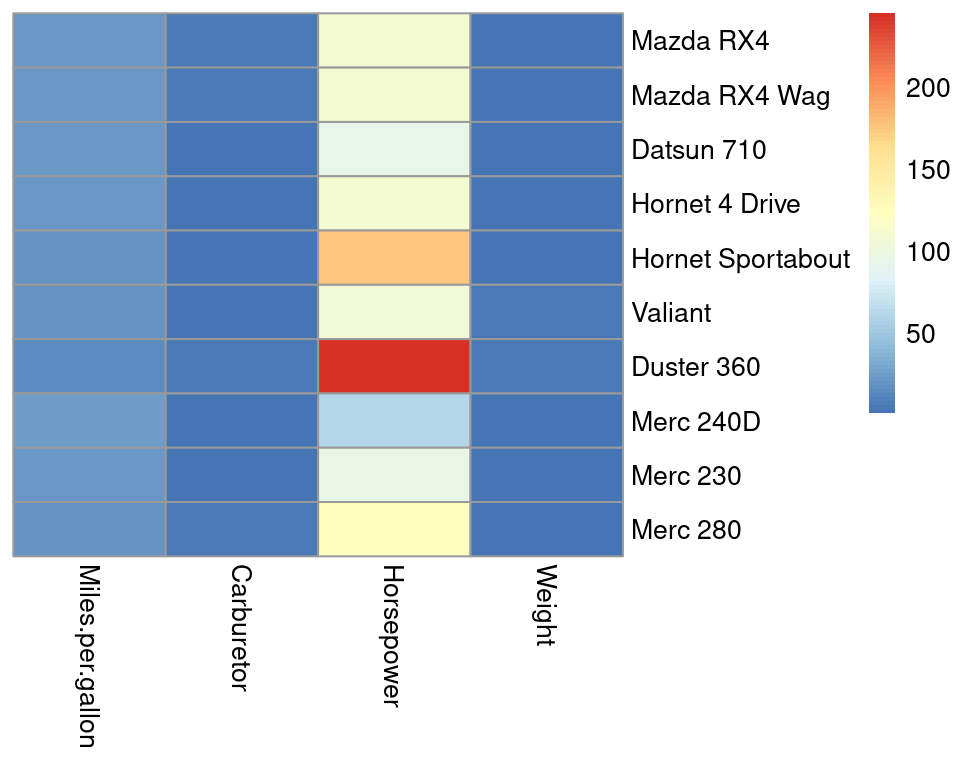 Mazda RX4
Mazda RX4 Wag
Datsun 710
Hornet 4 Drive
Hornet Sportabout
Valiant
Duster 360
Merc 240D
Merc 230
Merc 280
200
150
100
50
Miles.per.gallon
Carburetor
Horsepower
Weight